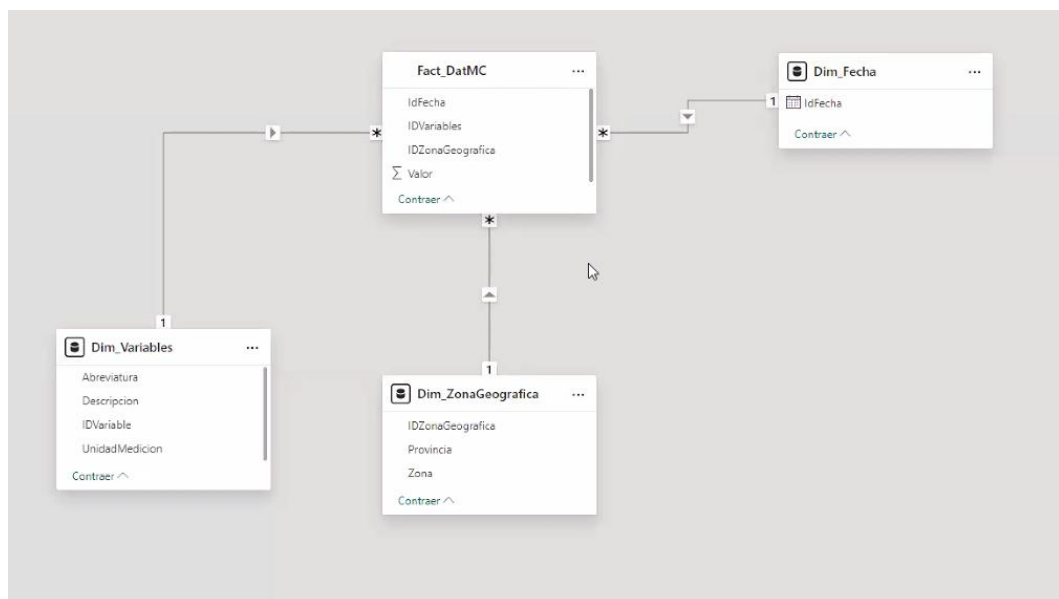 Fact_DatMC ...
IdFecha
IDVariables
IDZonaGeografica
∑ Valor
Contraer
Dim_Fecha ...
IdFecha
Contraer
1
*
*
*
1
1
Dim_Variables ...
Abreviatura
Descripcion
IDVariable
UnidadMedicion
Contraer
Dim_ZonaGeografica ...
IDZonaGeografica
Provincia
Zona
Contraer